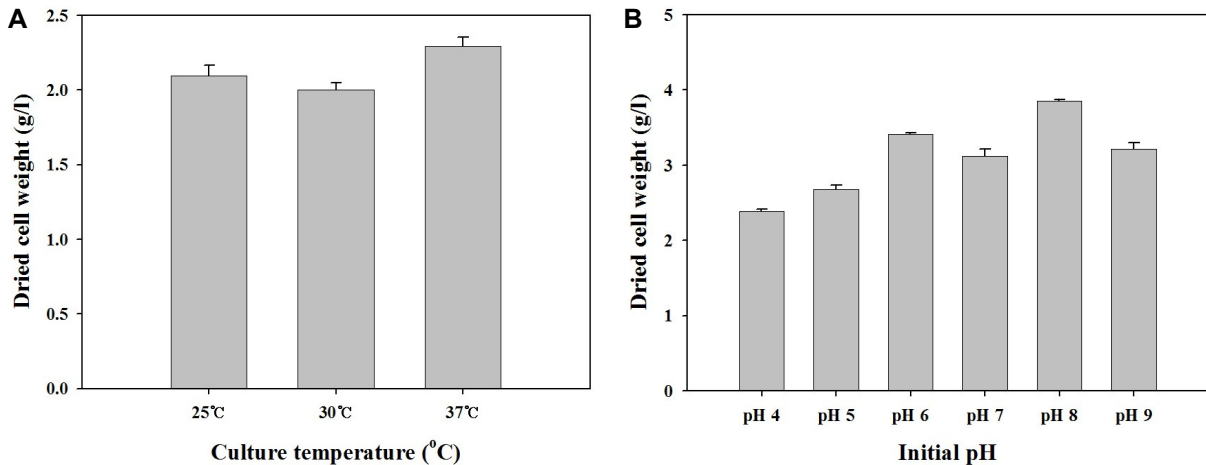 A
2.5
2.0
1.5
1.0
0.5
0.0
Dried cell weight (g/l)
25℃ 30℃ 37℃
Culture temperature (⁰C)
B
5
4
3
2
1
0
Dried cell weight (g/l)
pH 4 pH 5 pH 6 pH 7 pH 8 pH 9
Initial pH